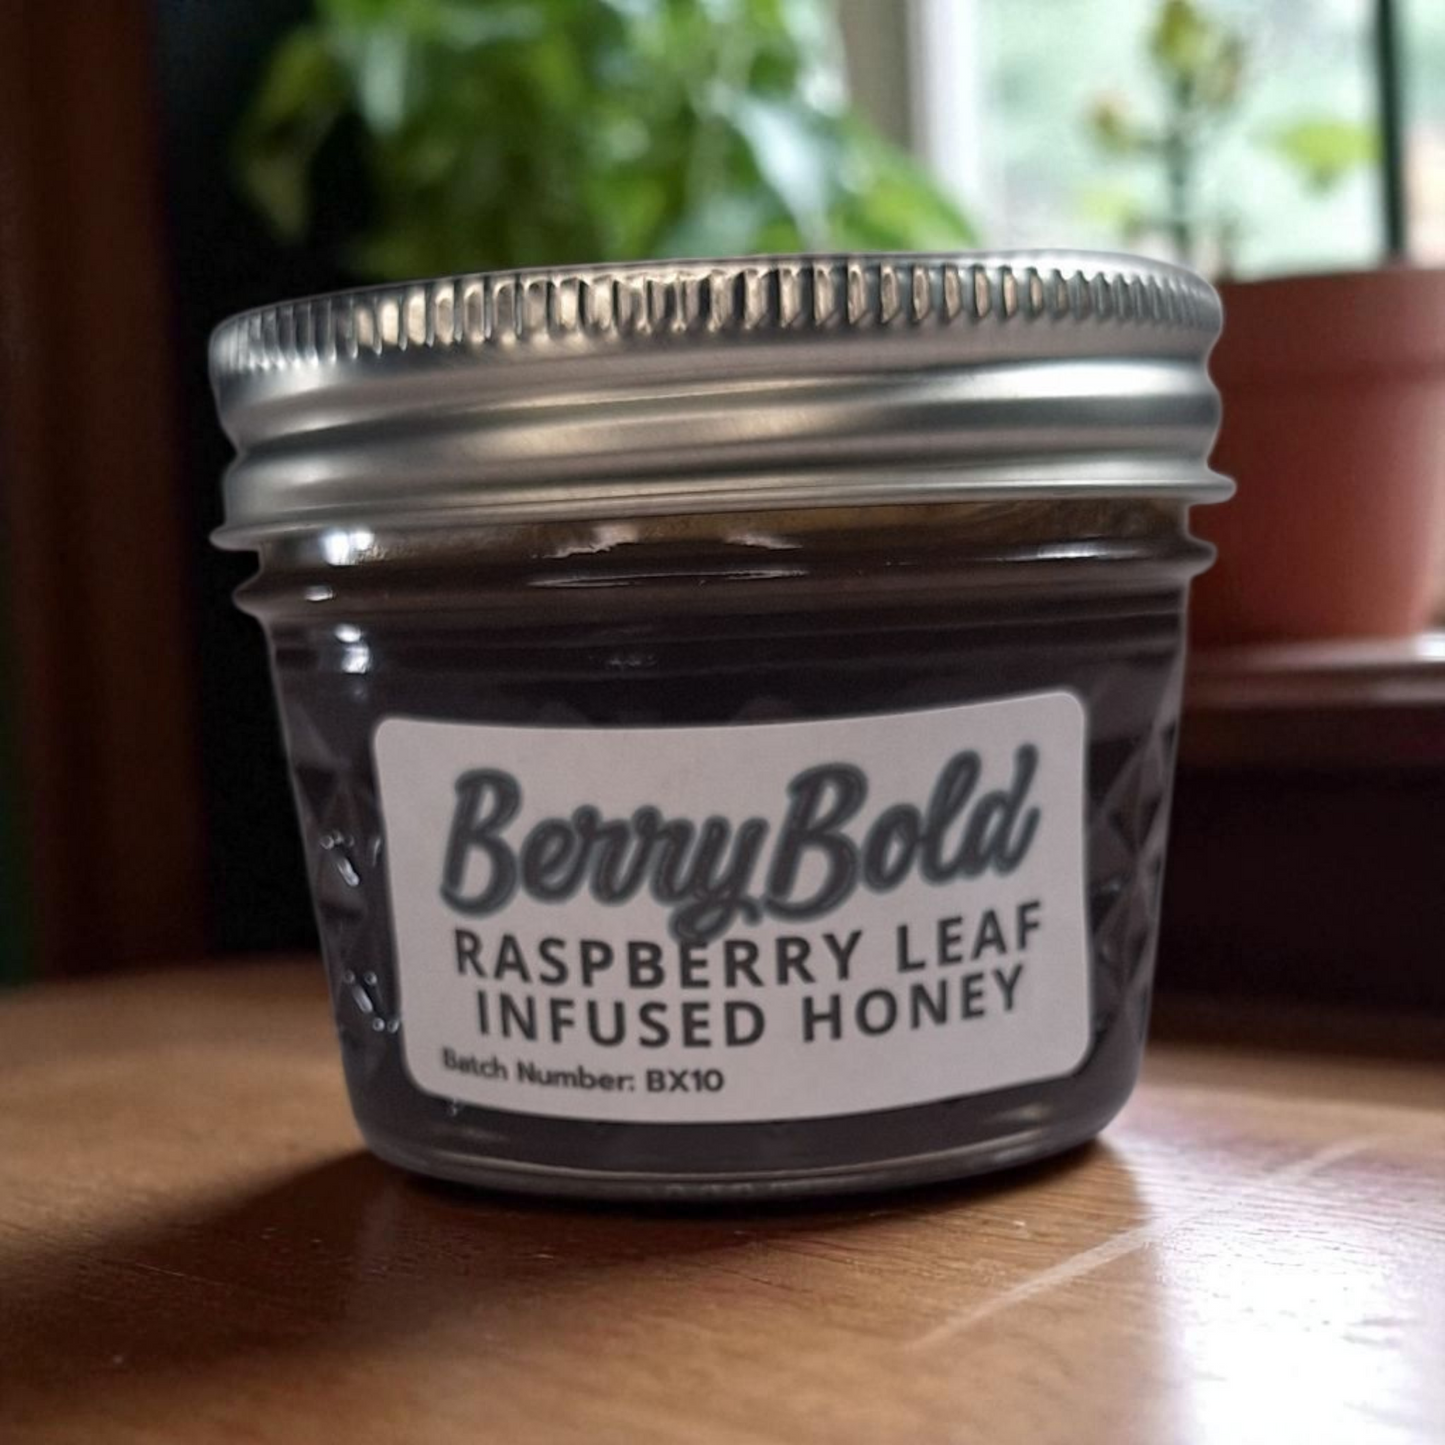 BerryBold
RASPBERRY LEAF
INFUSED HONEY
Batch Number: BX10